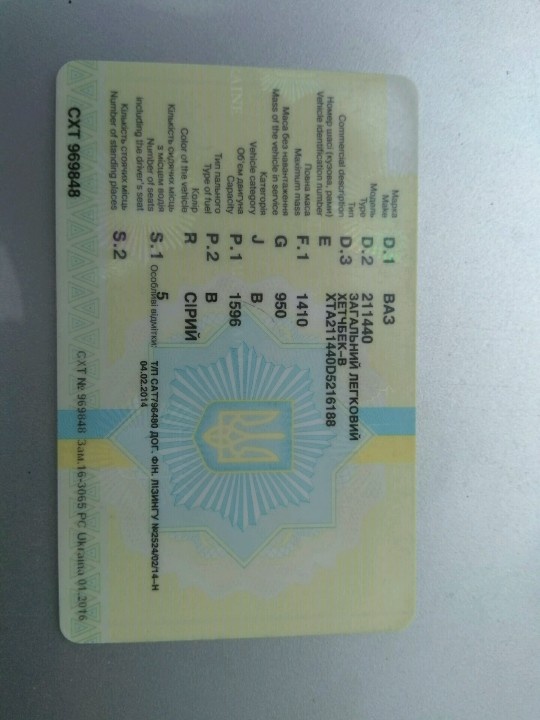 Марка
Make D.1 ВАЗ
Модель D.2 211440
Тип
Type ЗАГАЛЬНИЙ ЛЕГКОВИЙ
Commercial description D.3 ХЕТЧБЕК-В
Номер шасі (кузова, рами)
Vehicle identification number E XTA211440D5216188
Повна маса
Maximum mass F.1 1410
Маса без навантаження
Mass of the vehicle in service G 950
Категорія
Vehicle category J B
Об'єм двигуна
Capacity P.1 1596
Тип пального
Type of fuel P.2 B
Колір
Color of the vehicle R СІРИЙ
Кількість сидячих місць
з місцем водія
Number of seats
including the driver's seat S.1 5
Кількість стоячих місць
Number of standing places S.2
Особливі відмітки: ТЛП САТ796490 ДОГ. ФІН. ЛІЗИНГУ №2524/02/14-Н
04.02.2014
CXT 969848
CXT № 969848 Зам.16-3065 PC Ukraina 01.2016